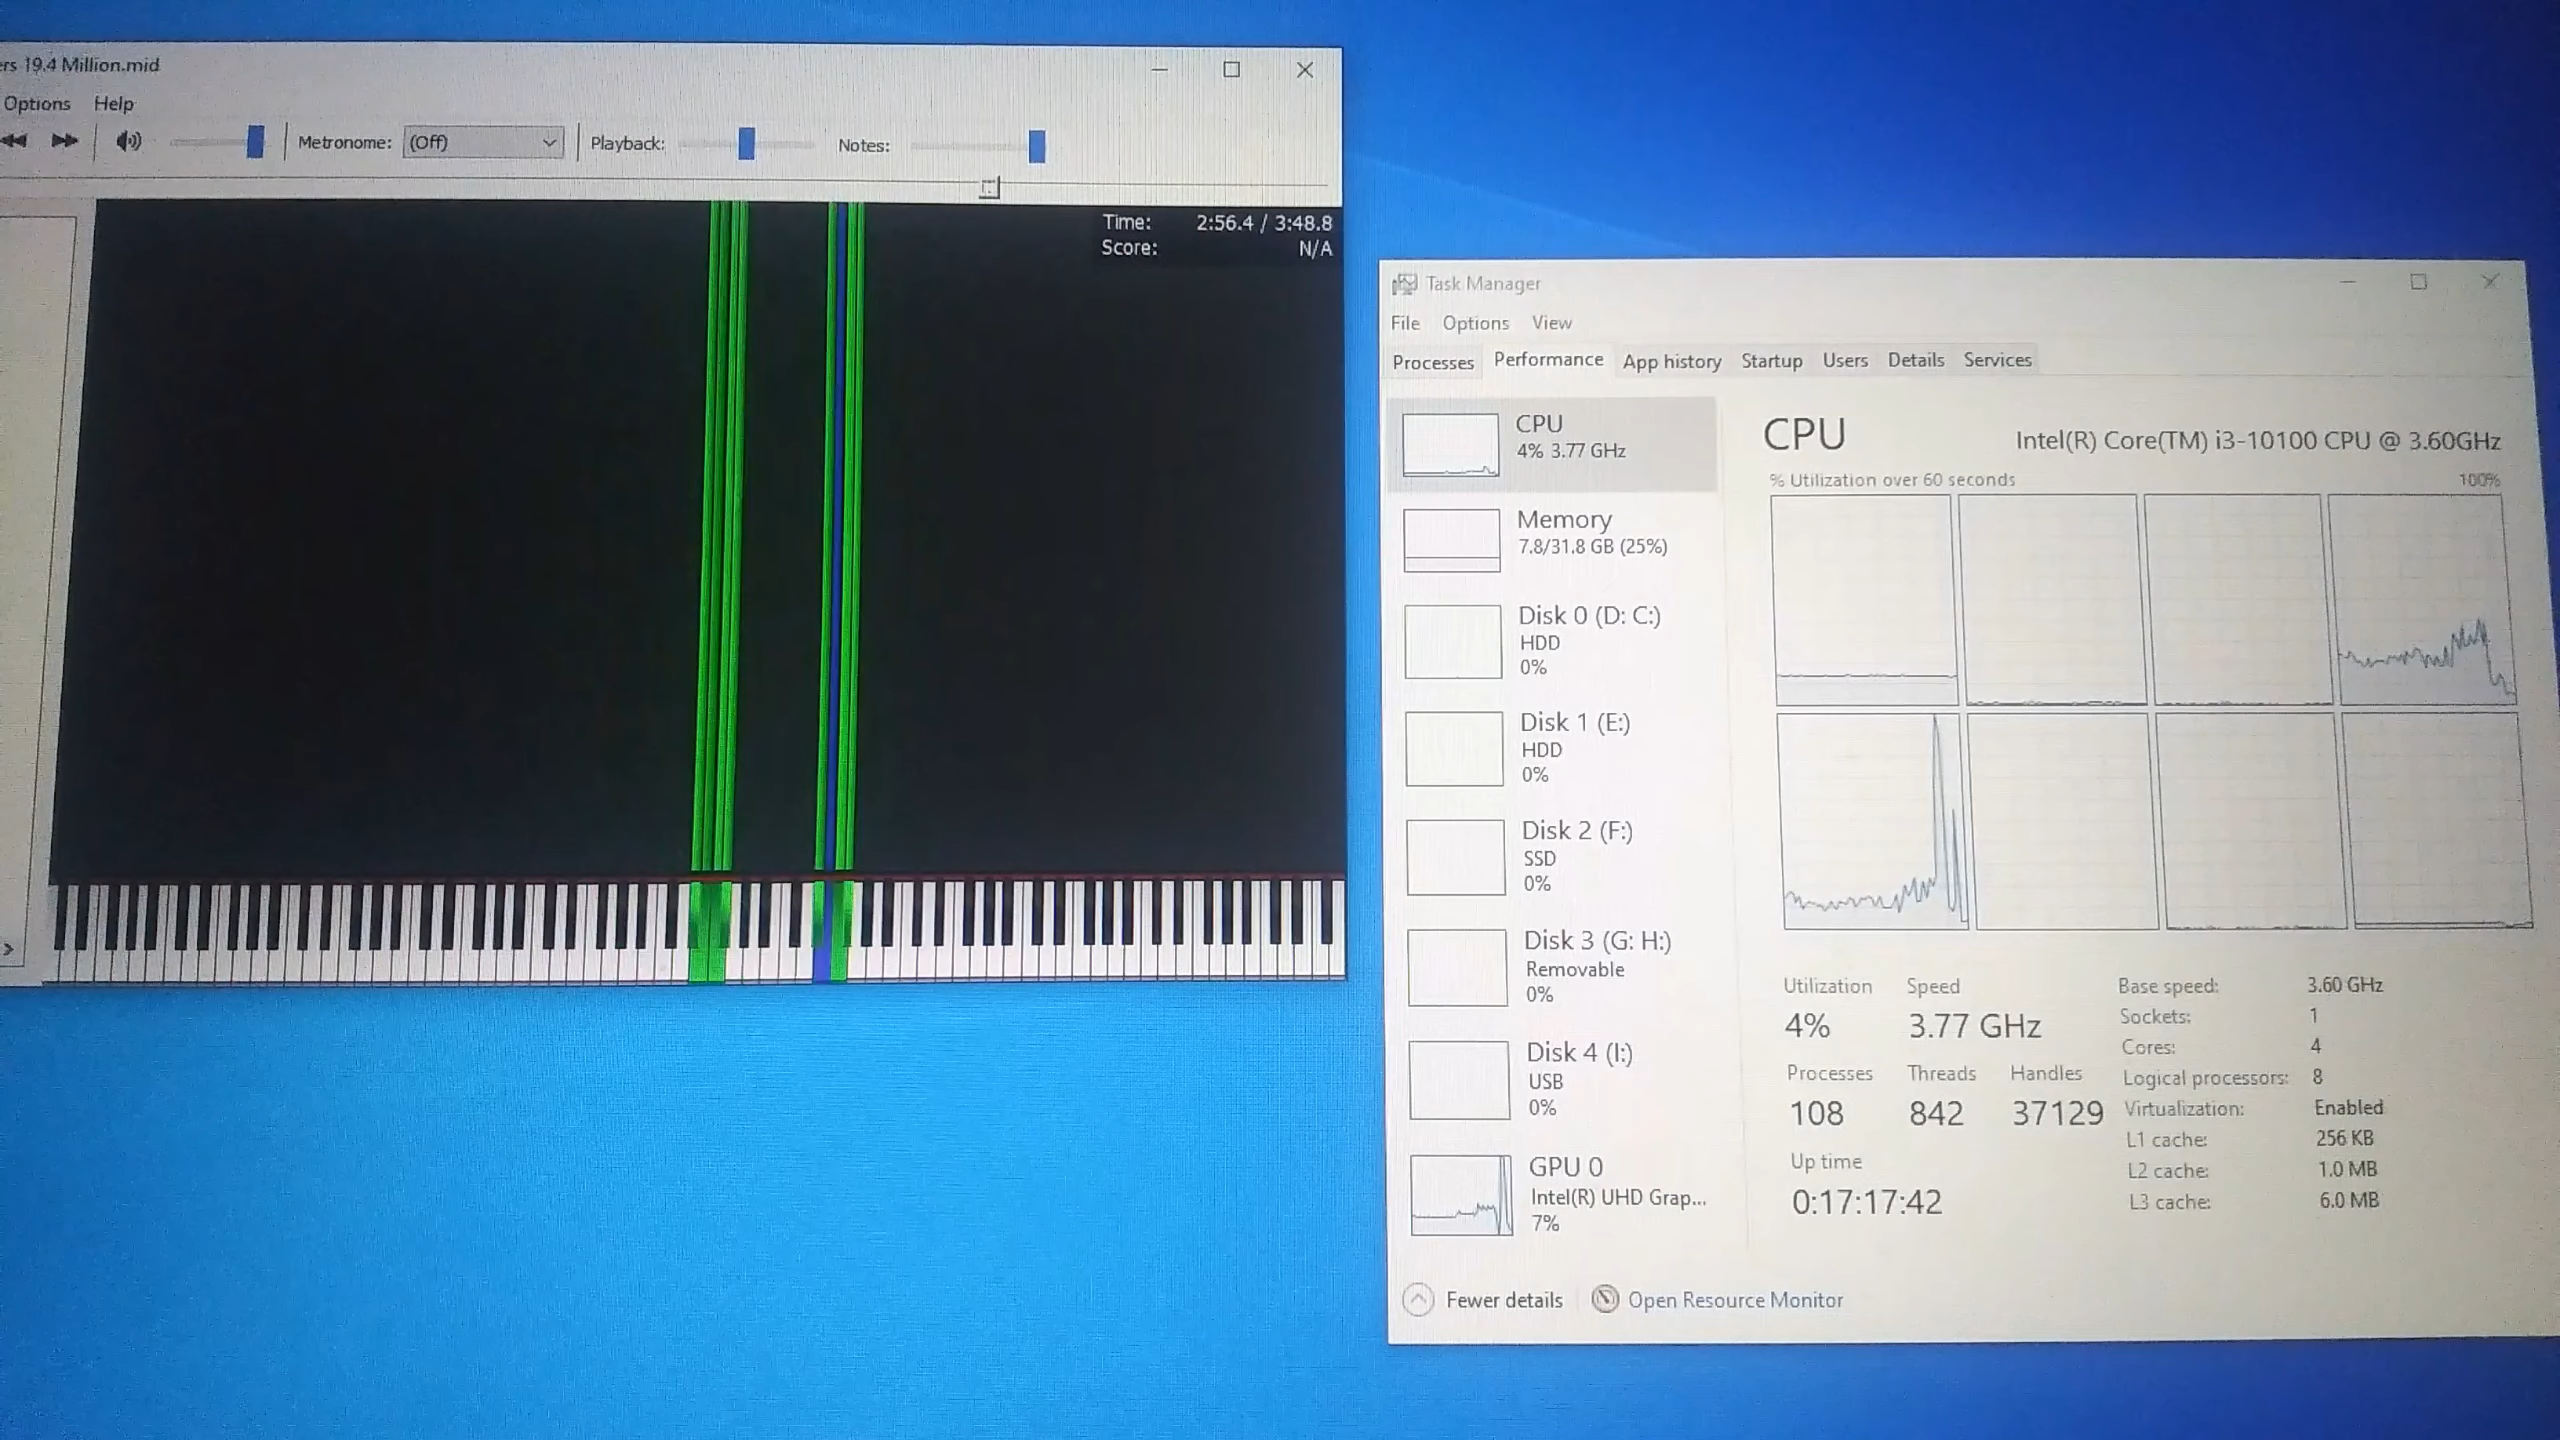 ers 19.4 Million.mid
Options Help
Metronome: (Off) Playback: Notes:
Time: 2:56.4 / 3:48.8
Score: N/A
Task Manager
File Options View
Processes Performance App history Startup Users Details Services
CPU
4% 3.77 GHz
Memory
7.8/31.8 GB (25%)
Disk 0 (D: C:)
HDD
0%
Disk 1 (E:)
HDD
0%
Disk 2 (F:)
SSD
0%
Disk 3 (G: H:)
Removable
0%
Disk 4 (I:)
USB
0%
GPU 0
Intel(R) UHD Grap...
7%
CPU Intel(R) Core(TM) i3-10100 CPU @ 3.60GHz
% Utilization over 60 seconds 100%
Utilization Speed
4% 3.77 GHz
Processes Threads Handles
108 842 37129
Up time
0:17:17:42
Base speed: 3.60 GHz
Sockets: 1
Cores: 4
Logical processors: 8
Virtualization: Enabled
L1 cache: 256 KB
L2 cache: 1.0 MB
L3 cache: 6.0 MB
Fewer details Open Resource Monitor